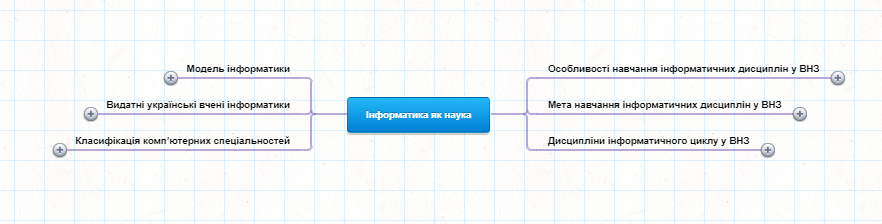 Модель інформатики
Видатні українські вчені інформатики
Класифікація комп'ютерних спеціальностей
Інформатика як наука
Особливості навчання інформатичних дисциплін у ВНЗ
Мета навчання інформатичних дисциплін у ВНЗ
Дисципліни інформатичного циклу у ВНЗ